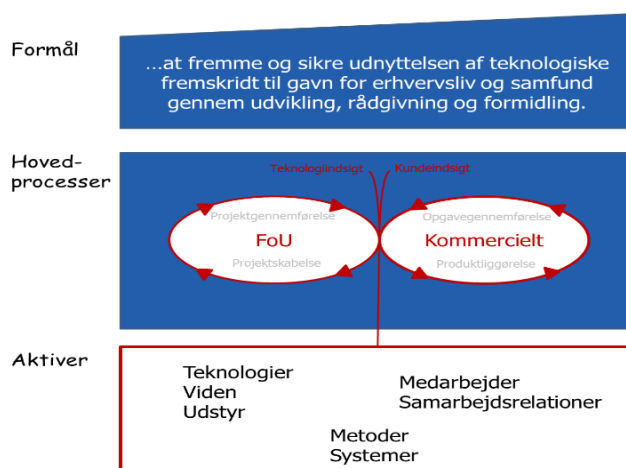 Formål
...at fremme og sikre udnyttelsen af teknologiske
fremskridt til gavn for erhvervsliv og samfund
gennem udvikling, rådgivning og formidling.
Hoved-
processer
Teknologiindsigt
Kundeindsigt
Projektgennemførelse
FoU
Projektskabelse
Opgavegennemførelse
Kommercielt
Produktliggørelse
Aktiver
Teknologier
Viden
Udstyr
Medarbejder
Samarbejdsrelationer
Metoder
Systemer